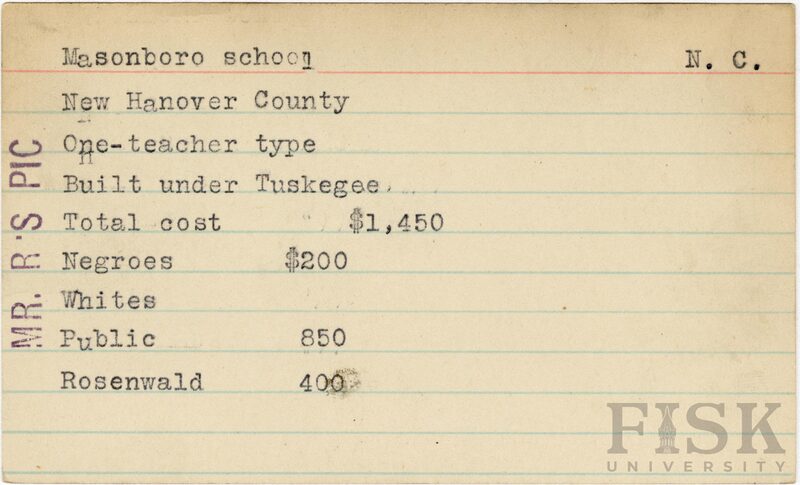 Masonboro school N. C.
New Hanover County
One-teacher type
Built under Tuskegee
Total cost $1,450
Negroes $200
Whites
Public 850
Rosenwald 400
MR. R'S PIC
FISK
UNIVERSITY